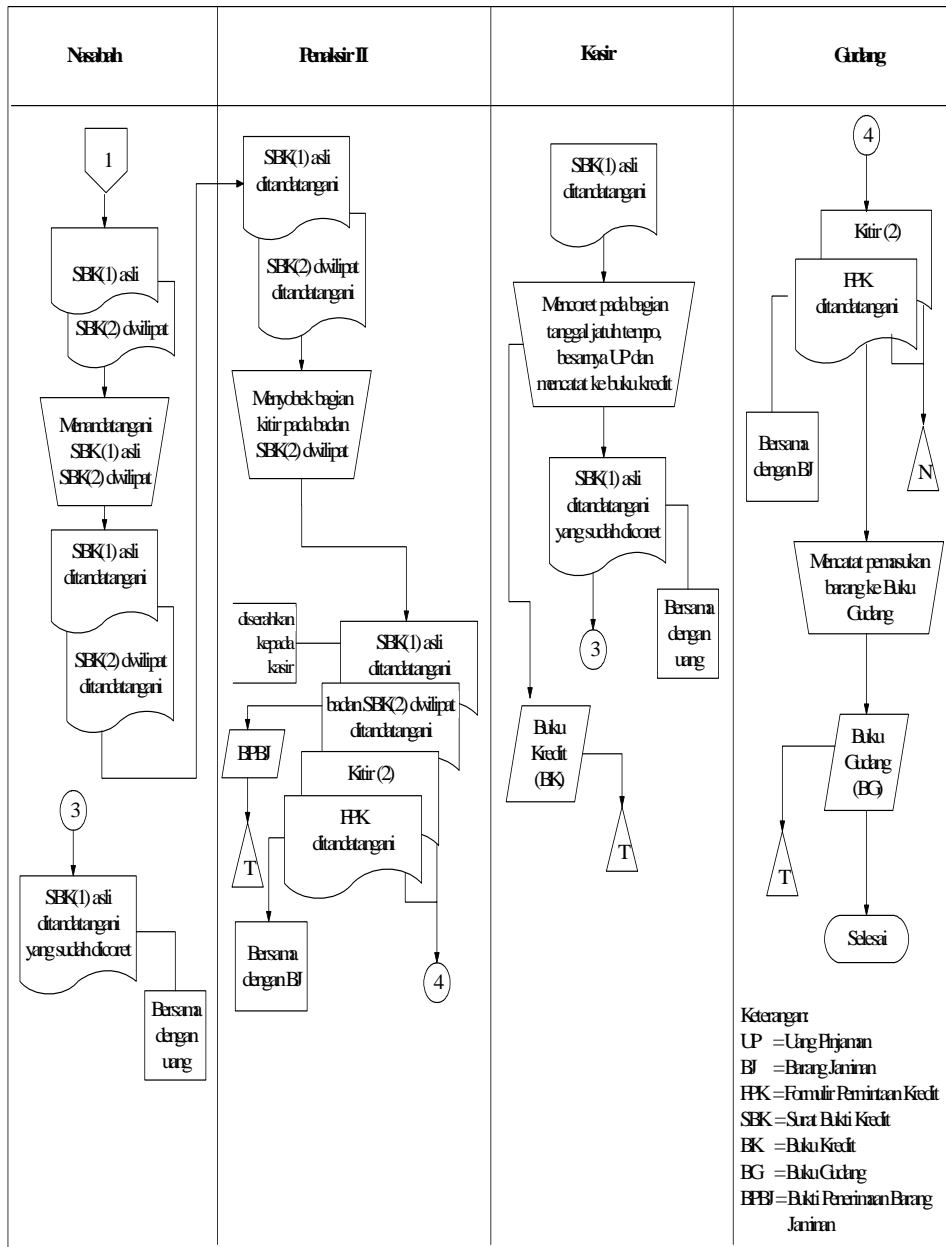 Nasabah
Penaksir II
Kasir
Gudang
1
SBK(1) asli
SBK(2) dwilipat
Menandatangani
SBK (1) asli
SBK(2) dwilipat
SBK(1) asli
ditandatangani
SBK(2) dwilipat
ditandatangani
3
SBK(1) asli
ditandatangani
yang sudah dicoret
Bersama
dengan
uang
SBK(1) asli
ditandatangani
SBK(2) dwilipat
ditandatangani
Menyobek bagian
kitir pada badan
SBK(2) dwilipat
diserahkan
kepada
kasir
SBK(1) asli
ditandatangani
badan SBK(2) dwilipat
ditandatangani
BPBJ
Kitir (2)
T
FPK
ditandatangani
Bersama
dengan BJ
4
SBK(1) asli
ditandatangani
Mencoret pada bagian
tanggal jatuh tempo,
besarnya UP dan
mencatat ke buku kredit
SBK(1) asli
ditandatangani
yang sudah dicoret
Bersama
dengan
uang
3
Buku
Kredit
(BK)
T
4
Kitir (2)
FPK
ditandatangani
Bersama
dengan BJ
N
Mencatat pemasukan
barang ke Buku
Gudang
Buku
Gudang
(BG)
T
Selesai
Keterangan:
UP = Uang PInjaman
BJ = Barang Jaminan
FPK = Formulir Permintaan Kredit
SBK = Surat Bukti Kredit
BK = Buku Kredit
BG = Buku Gudang
BPBJ = Bukti Penerimaan Barang
Jaminan